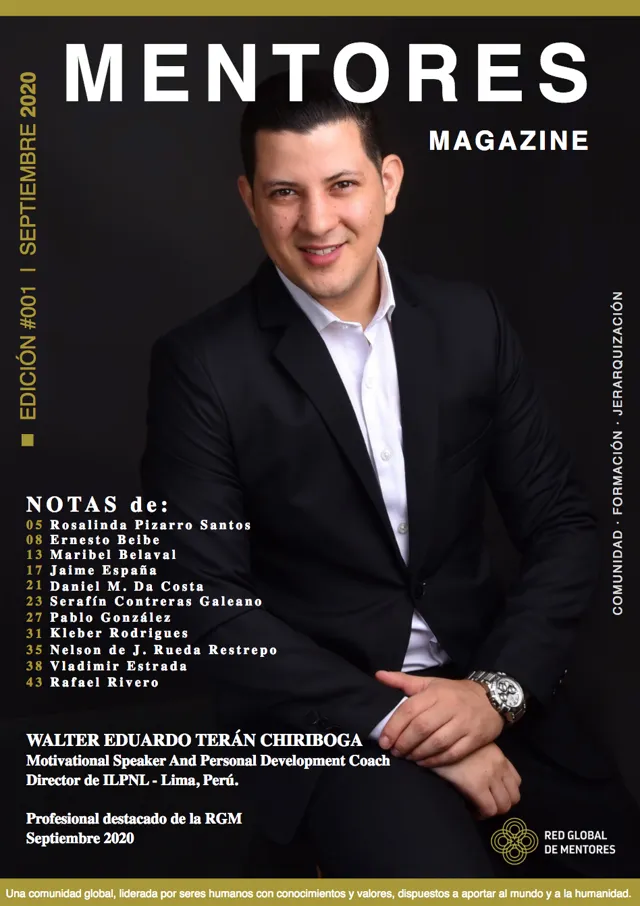 MENTORES
MAGAZINE
EDICIÓN #001 | SEPTIEMBRE 2020
COMUNIDAD · FORMACIÓN · JERARQUIZACIÓN
NOTAS de:
05 Rosalinda Pizarro Santos
08 Ernesto Beibe
13 Maribel Belaval
17 Jaime España
21 Daniel M. Da Costa
23 Serafín Contreras Galeano
27 Pablo González
31 Kleber Rodrigues
35 Nelson de J. Rueda Restrepo
38 Vladimir Estrada
43 Rafael Rivero
WALTER EDUARDO TERÁN CHIRIBOGA
Motivational Speaker And Personal Development Coach
Director de ILPNL - Lima, Perú.
Profesional destacado de la RGM
Septiembre 2020
RED GLOBAL
DE MENTORES
Una comunidad global, liderada por seres humanos con conocimientos y valores, dispuestos a aportar al mundo y a la humanidad.